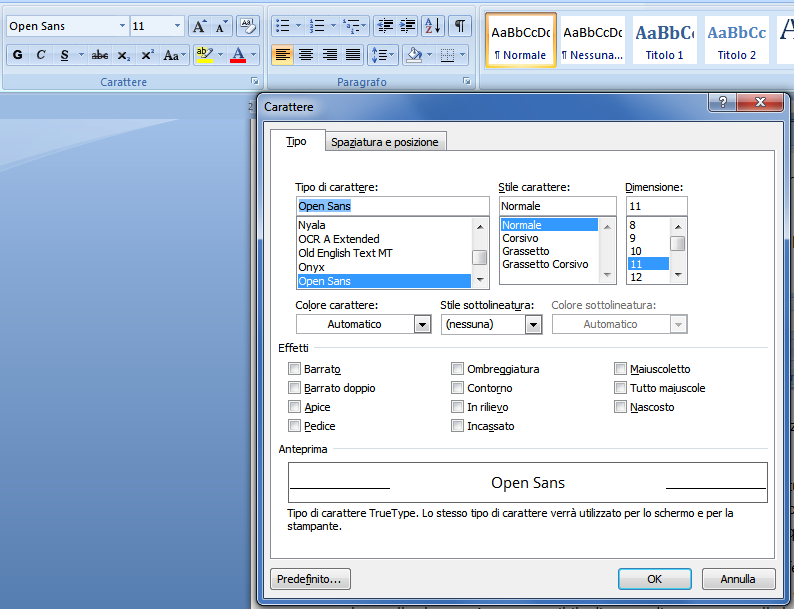 Open Sans 11 A A Aa
AaBbCcDc AaBbCcDc AaBbC AaBbCc A
G C S abc x₂ x² Aa ab A
¶ Normale ¶ Nessuna... Titolo 1 Titolo 2
Carattere Paragrafo
Carattere
Tipo Spaziatura e posizione
Tipo di carattere: Stile carattere: Dimensione:
Open Sans Normale 11
Nyala Normale 8
OCR A Extended Corsivo 9
Old English Text MT Grassetto 10
Onyx Grassetto Corsivo 11
Open Sans 12
Colore carattere: Stile sottolineatura: Colore sottolineatura:
Automatico (nessuna) Automatico
Effetti
Barrato Ombreggiatura Maiuscoletto
Barrato doppio Contorno Tutto maiuscole
Apice In rilievo Nascosto
Pedice Incassato
Anteprima
Open Sans
Tipo di carattere TrueType. Lo stesso tipo di carattere verrà utilizzato per lo schermo e per la
stampante.
Predefinito... OK Annulla